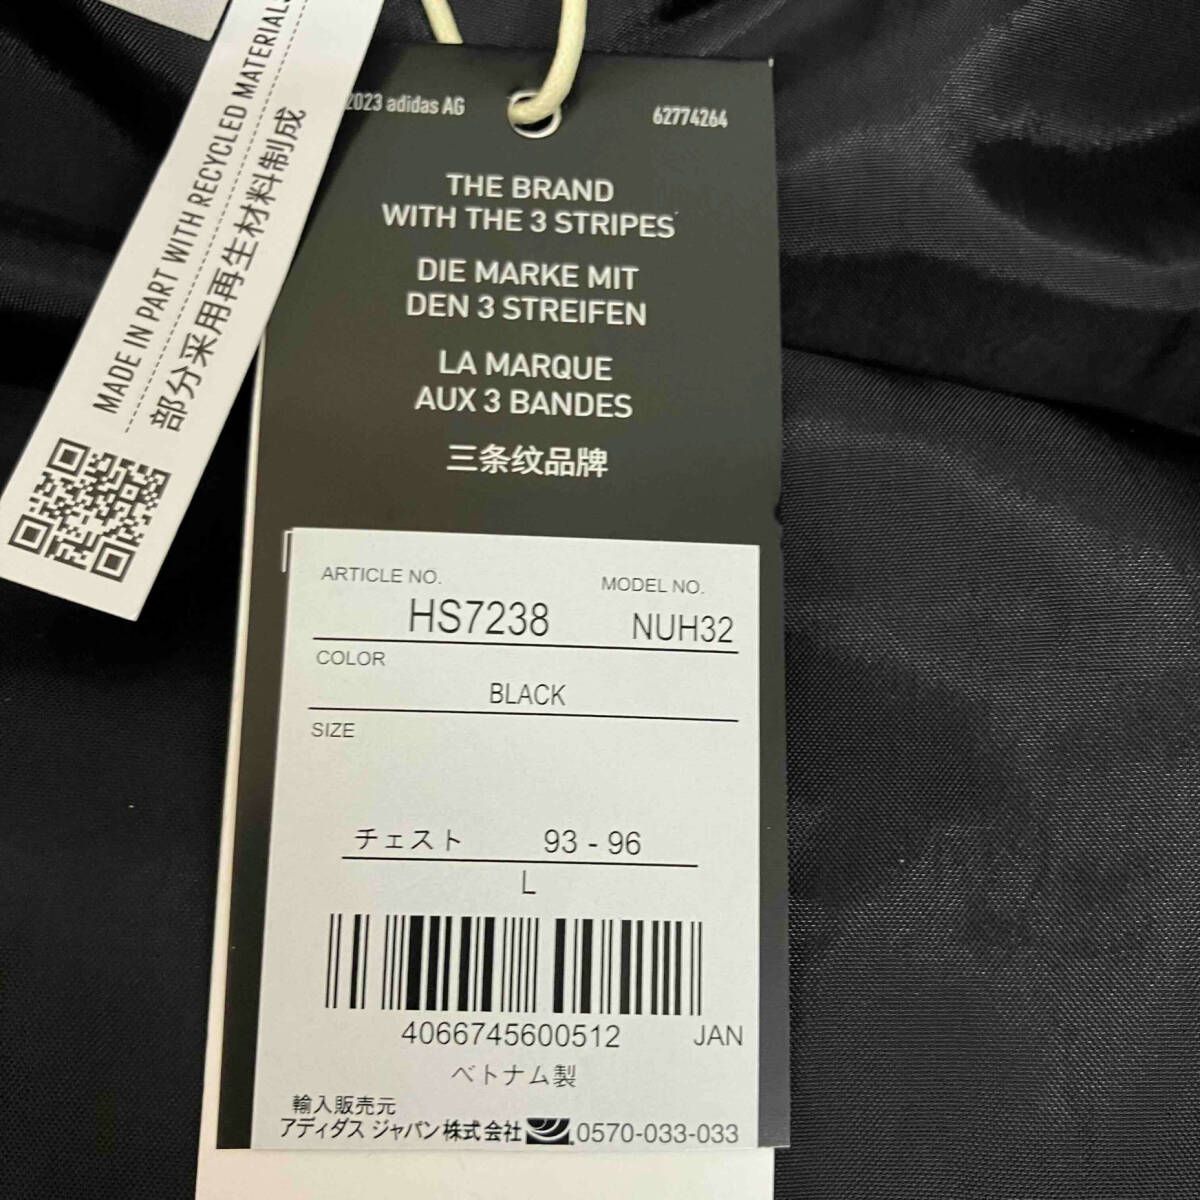 MADE IN PART WITH RECYCLED MATERIALS
部分采用再生材料制成
2023 adidas AG
62774264
THE BRAND
WITH THE 3 STRIPES
DIE MARKE MIT
DEN 3 STREIFEN
LA MARQUE
AUX 3 BANDES
三条纹品牌
ARTICLE NO. MODEL NO.
HS7238 NUH32
COLOR
BLACK
SIZE
チェスト 93 - 96
L
4066745600512 JAN
ベトナム製
輸入販売元
アディダス ジャパン株式会社 0570-033-033